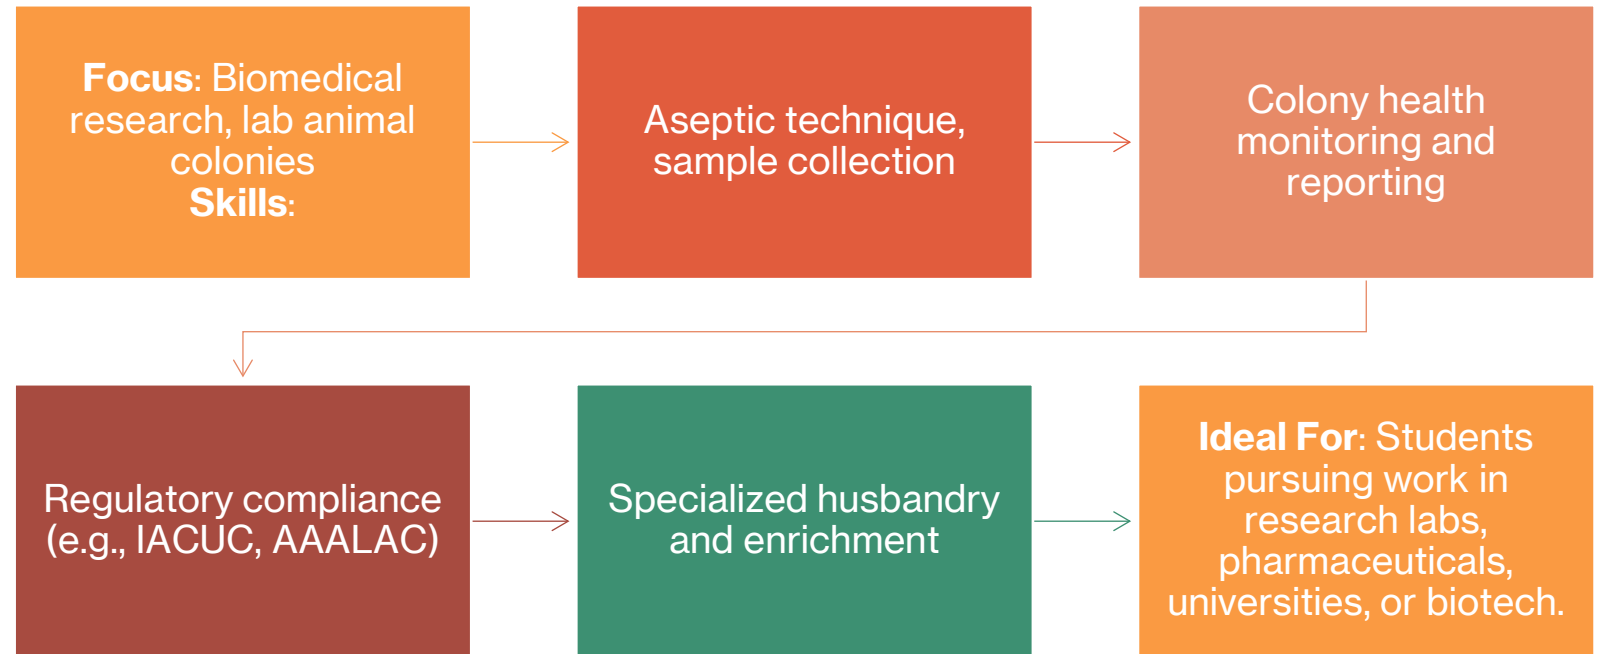 Focus: Biomedical
research, lab animal
colonies
Skills:
Aseptic technique,
sample collection
Colony health
monitoring and
reporting
Regulatory compliance
(e.g., IACUC, AAALAC)
Specialized husbandry
and enrichment
Ideal For: Students
pursuing work in
research labs,
pharmaceuticals,
universities, or biotech.